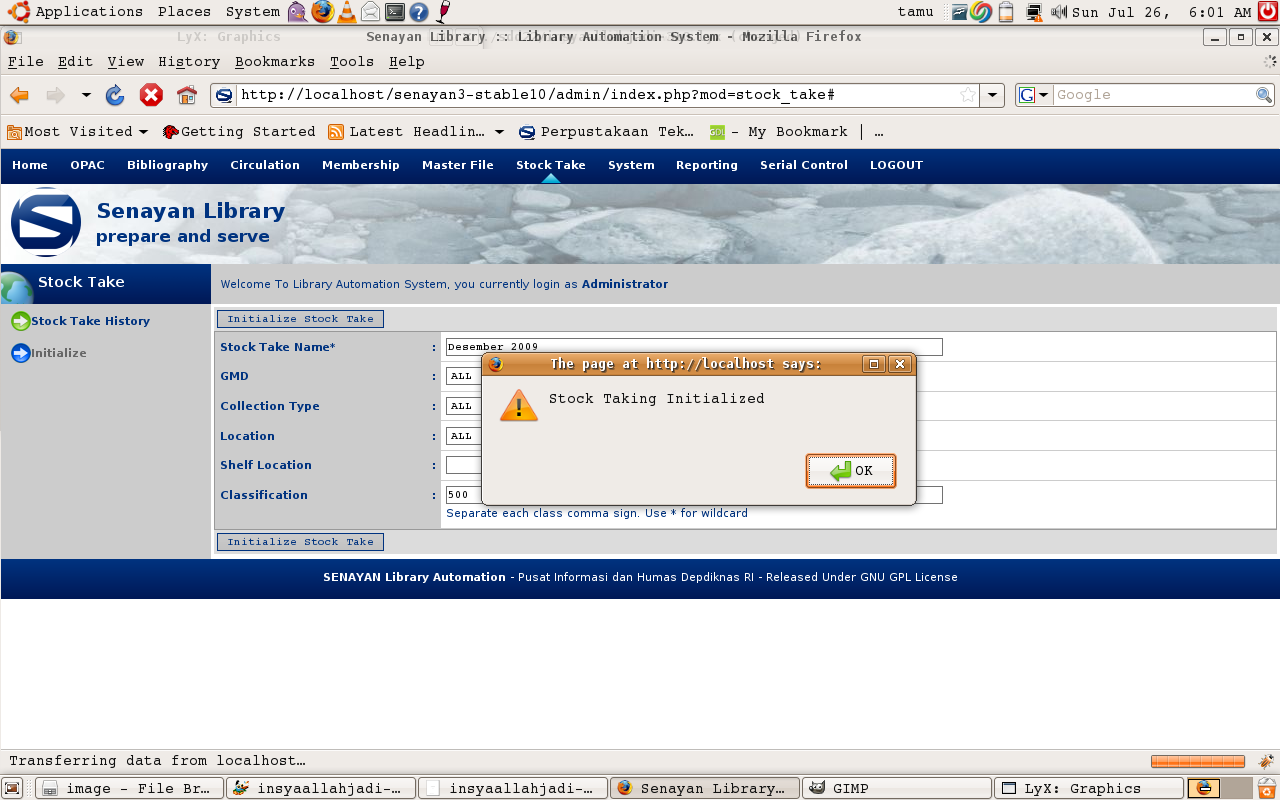 Applications Places System tamu Sun Jul 26, 6:01 AM
LyX: Graphics Senayan Library :: Library Automation System - Mozilla Firefox
File Edit View History Bookmarks Tools Help
http://localhost/senayan3-stable10/admin/index.php?mod=stock_take# Google
Most Visited Getting Started Latest Headlin… Perpustakaan Tek… GDL - My Bookmark | …
Home OPAC Bibliography Circulation Membership Master File Stock Take System Reporting Serial Control LOGOUT
Senayan Library
prepare and serve
Stock Take
Welcome To Library Automation System, you currently login as Administrator
Stock Take History
Initialize
Initialize Stock Take
Stock Take Name* : Desember 2009
GMD : ALL
Collection Type : ALL
Location : ALL
Shelf Location :
Classification : 500
Separate each class comma sign. Use * for wildcard
Initialize Stock Take
The page at http://localhost says:
Stock Taking Initialized
OK
SENAYAN Library Automation - Pusat Informasi dan Humas Depdiknas RI - Released Under GNU GPL License
Transferring data from localhost…
image - File Br… insyaallahjadi-… insyaallahjadi-… Senayan Library… GIMP LyX: Graphics